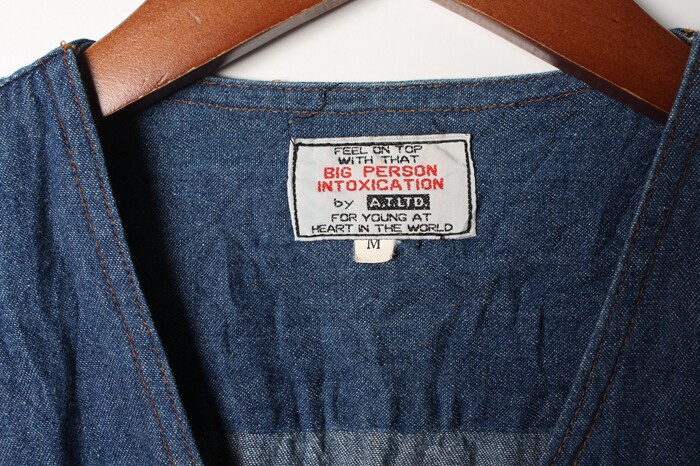 FEEL ON TOP
WITH THAT
BIG PERSON
INTOXICATION
by A.T.LTD.
FOR YOUNG AT
HEART IN THE WORLD
M